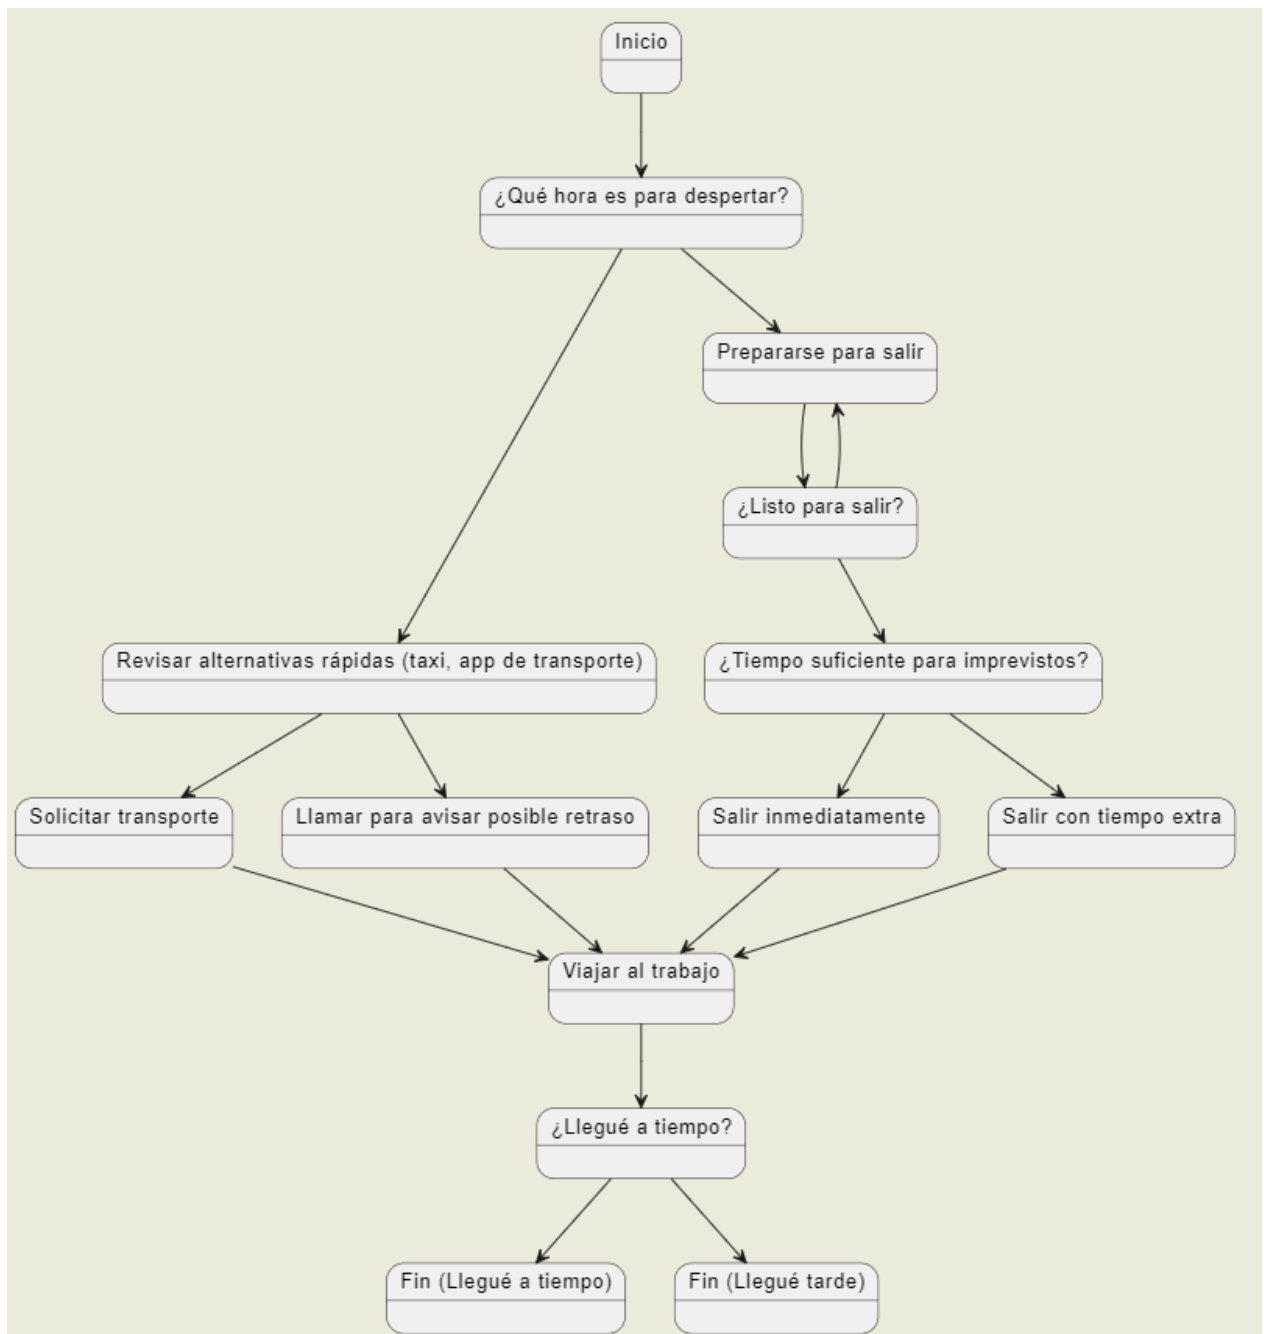 Inicio
¿Qué hora es para despertar?
Prepararse para salir
¿Listo para salir?
Revisar alternativas rápidas (taxi, app de transporte)
¿Tiempo suficiente para imprevistos?
Solicitar transporte
Llamar para avisar posible retraso
Salir inmediatamente
Salir con tiempo extra
Viajar al trabajo
¿Llegué a tiempo?
Fin (Llegué a tiempo)
Fin (Llegué tarde)